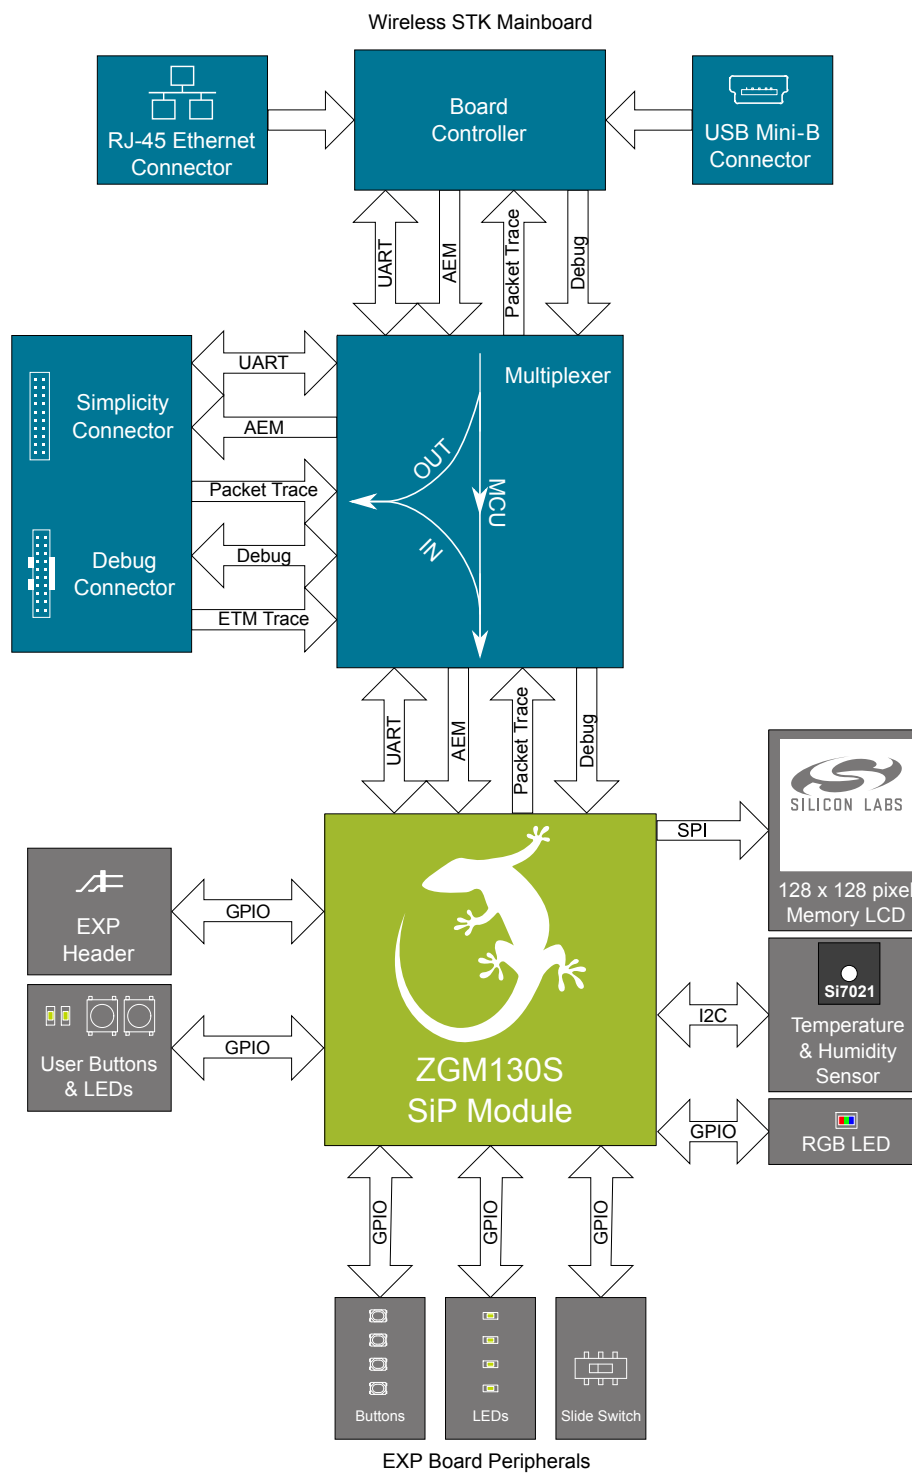 Wireless STK Mainboard
RJ-45 Ethernet
Connector
Board
Controller
USB Mini-B
Connector
UART
AEM
Packet Trace
Debug
Simplicity
Connector
Debug
Connector
UART
AEM
Packet Trace
Debug
ETM Trace
Multiplexer
OUT
MCU
IN
UART
AEM
Packet Trace
Debug
SPI
SILICON LABS
128 x 128 pixel
Memory LCD
EXP
Header
GPIO
User Buttons
& LEDs
GPIO
ZGM130S
SiP Module
I2C
Si7021
Temperature
& Humidity
Sensor
GPIO
RGB LED
GPIO
GPIO
GPIO
Buttons
LEDs
Slide Switch
EXP Board Peripherals